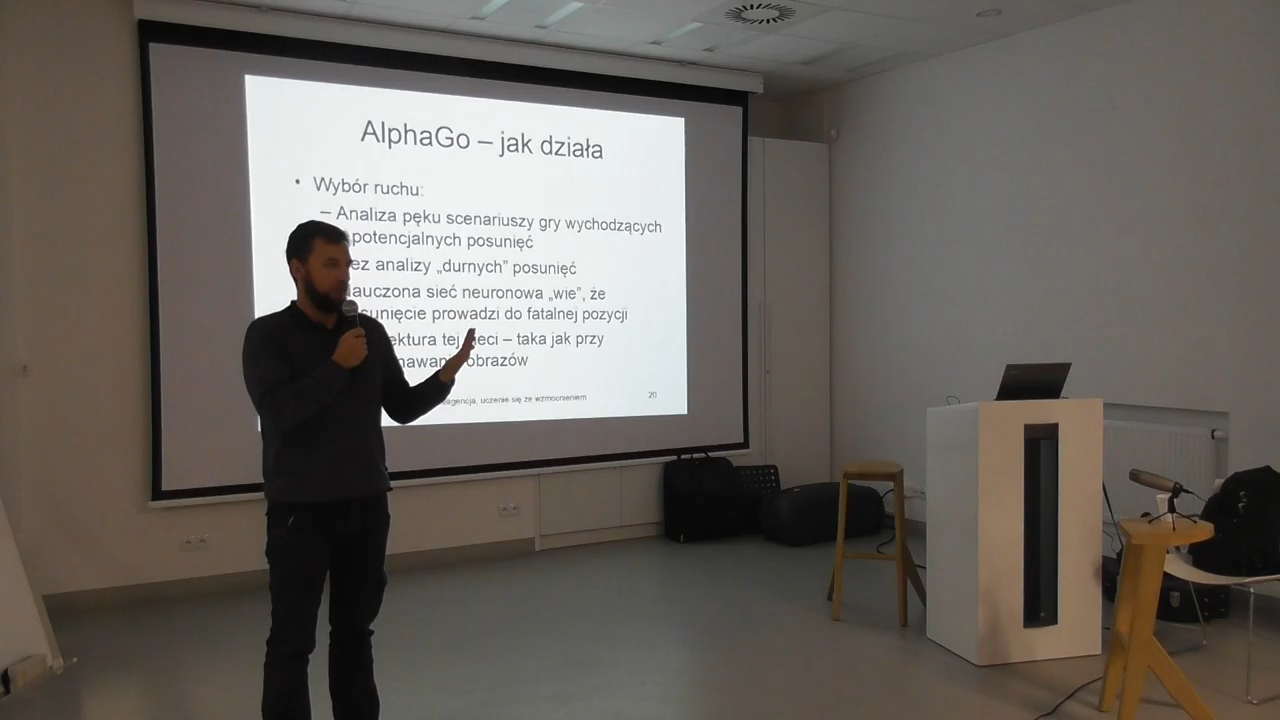 AlphaGo – jak działa
• Wybór ruchu:
– Analiza pęku scenariuszy gry wychodzących
potencjalnych posunięć
analizy „durnych” posunięć
sieć neuronowa „wie”, że
prowadzi do fatalnej pozycji
tej – taka jak przy
obrazów
uczenie się ze wzmocnieniem
20